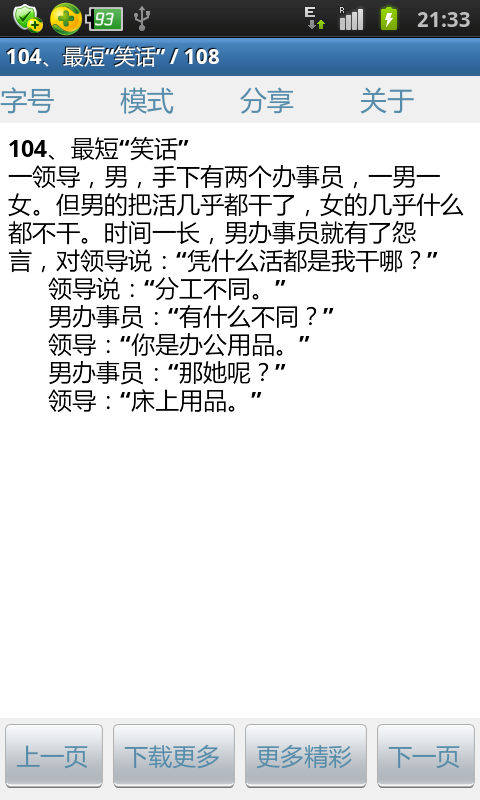 93
E
R
21:33
104、最短“笑话” / 108
字号 模式 分享 关于
104、最短“笑话”
一领导，男，手下有两个办事员，一男一
女。但男的把活几乎都干了，女的几乎什么
都不干。时间一长，男办事员就有了怨
言，对领导说：“凭什么活都是我干哪？”
领导说：“分工不同。”
男办事员：“有什么不同？”
领导：“你是办公用品。”
男办事员：“那她呢？”
领导：“床上用品。”
上一页 下载更多 更多精彩 下一页